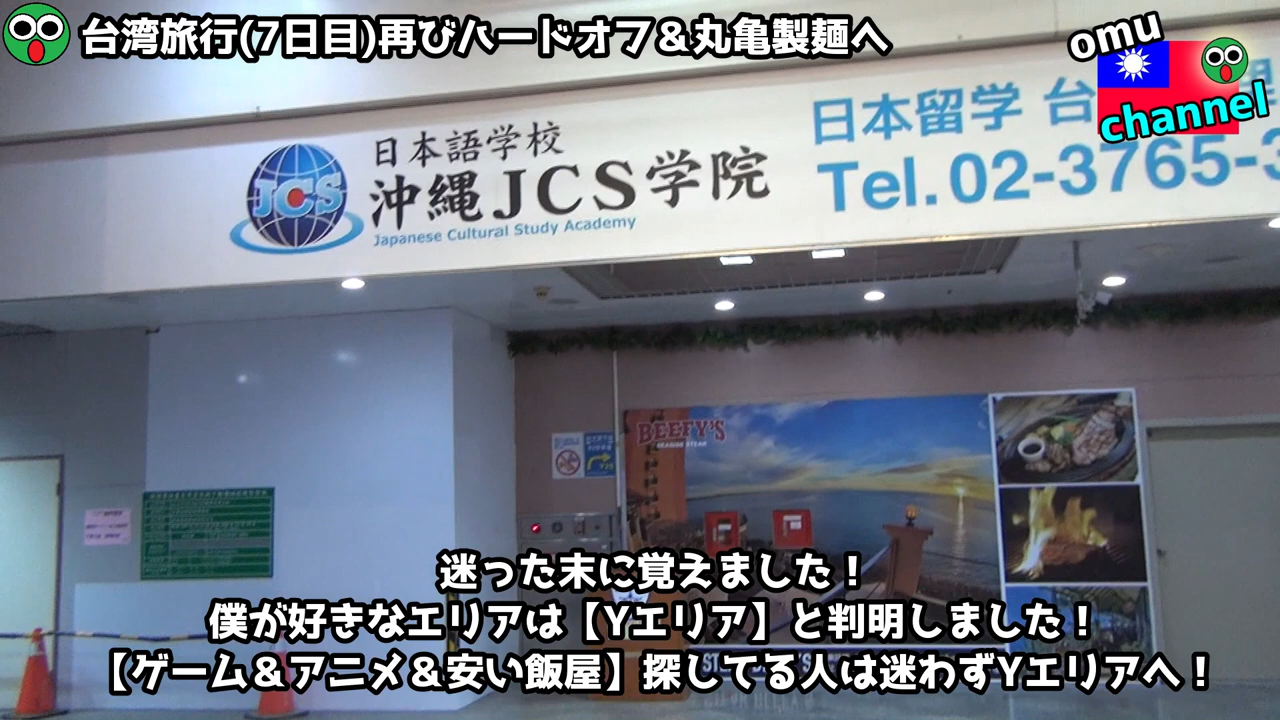 台湾旅行(7日目)再びハードオフ＆丸亀製麺へ
omu
channel
日本語学校
JCS
沖縄JCS学院
Japanese Cultural Study Academy
日本留学 台
Tel.02-3765-3
BEEFY'S
迷った末に覚えました！
僕が好きなエリアは【Yエリア】と判明しました！
【ゲーム＆アニメ＆安い飯屋】探してる人は迷わずYエリアへ！